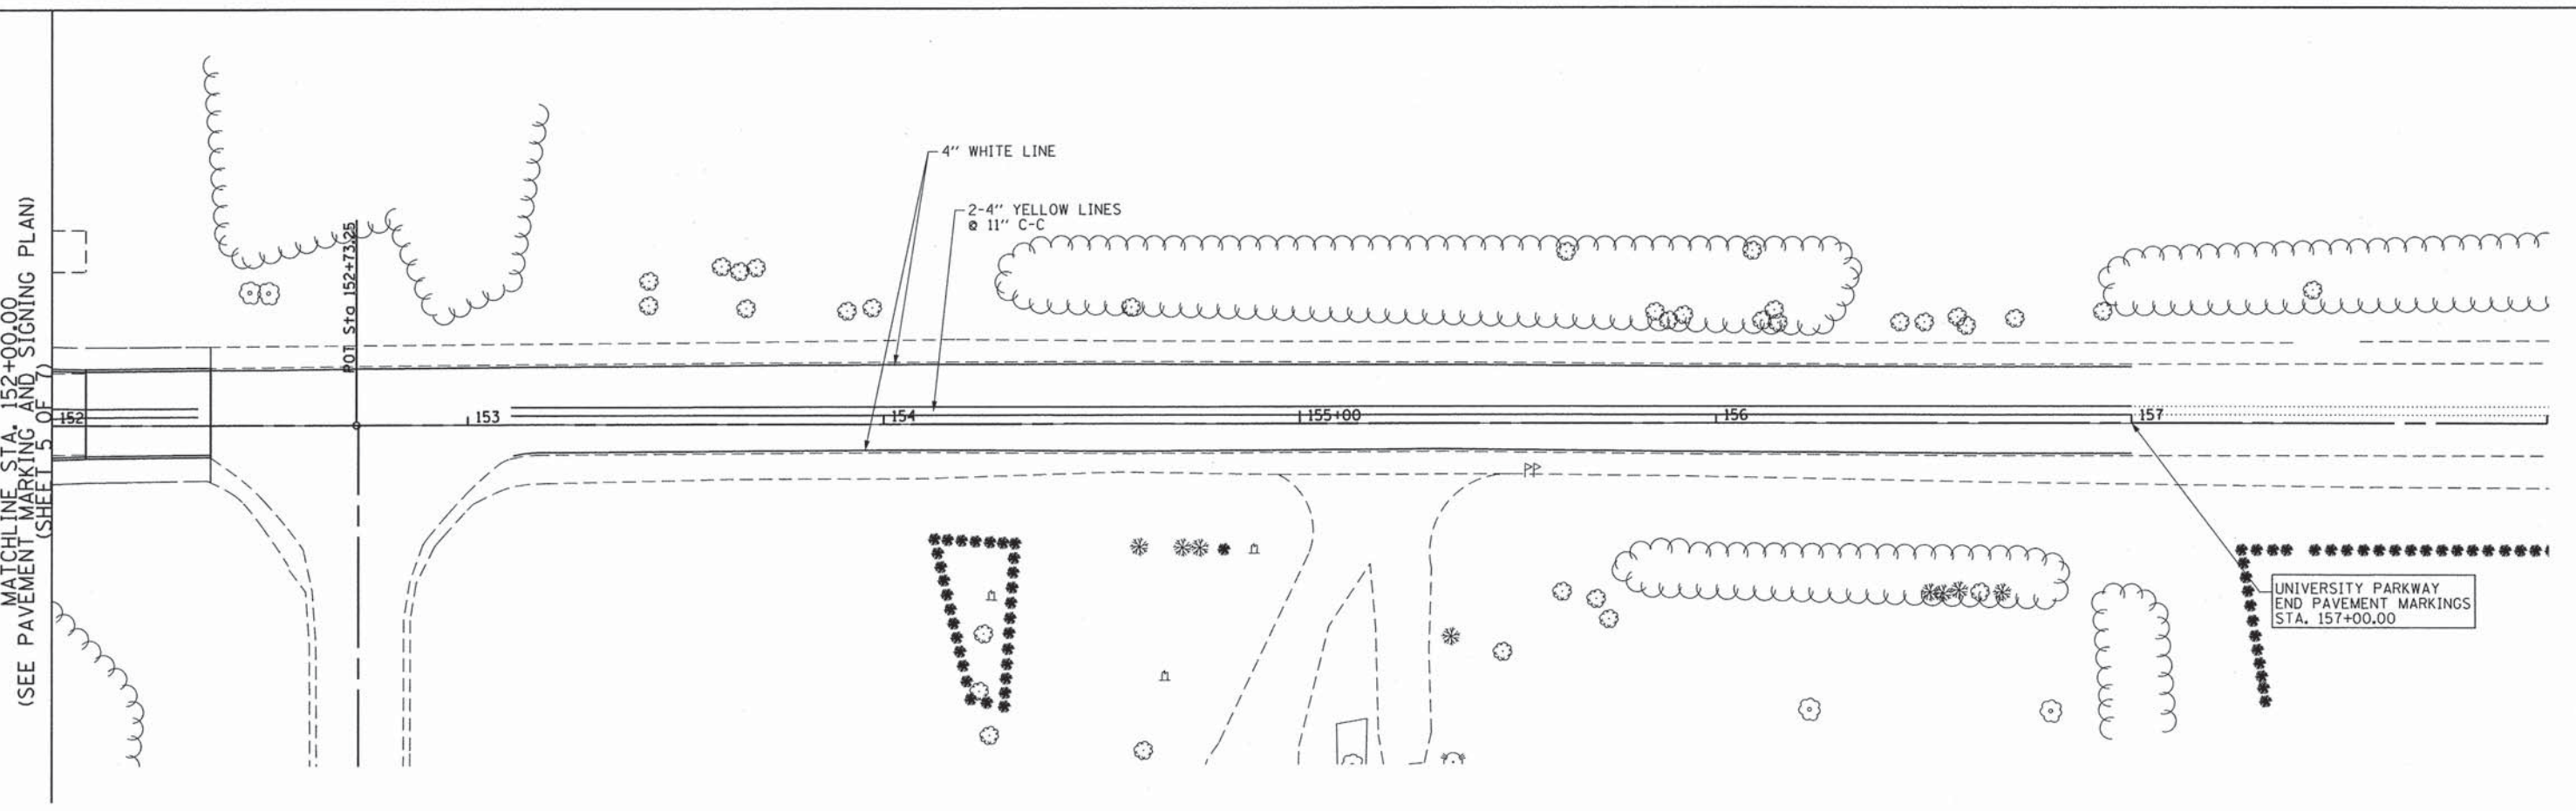 MATCHLINE STA. 152+00.00
(SEE PAVEMENT MARKING AND SIGNING PLAN)
(SHEET 5 OF 7)
POT Sta 152+73.25
4" WHITE LINE
2-4" YELLOW LINES
@ 11" C-C
152
153
154
155+00
156
157
PP
UNIVERSITY PARKWAY
END PAVEMENT MARKINGS
STA. 157+00.00